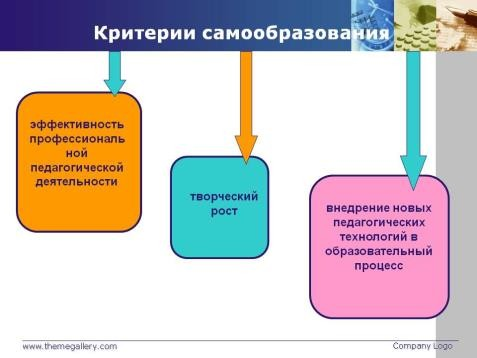 Критерии самообразования
эффективность
профессиональ
ной
педагогической
деятельности
творческий
рост
внедрение новых
педагогических
технологий в
образовательный
процесс
www.themegallery.com
Company Logo